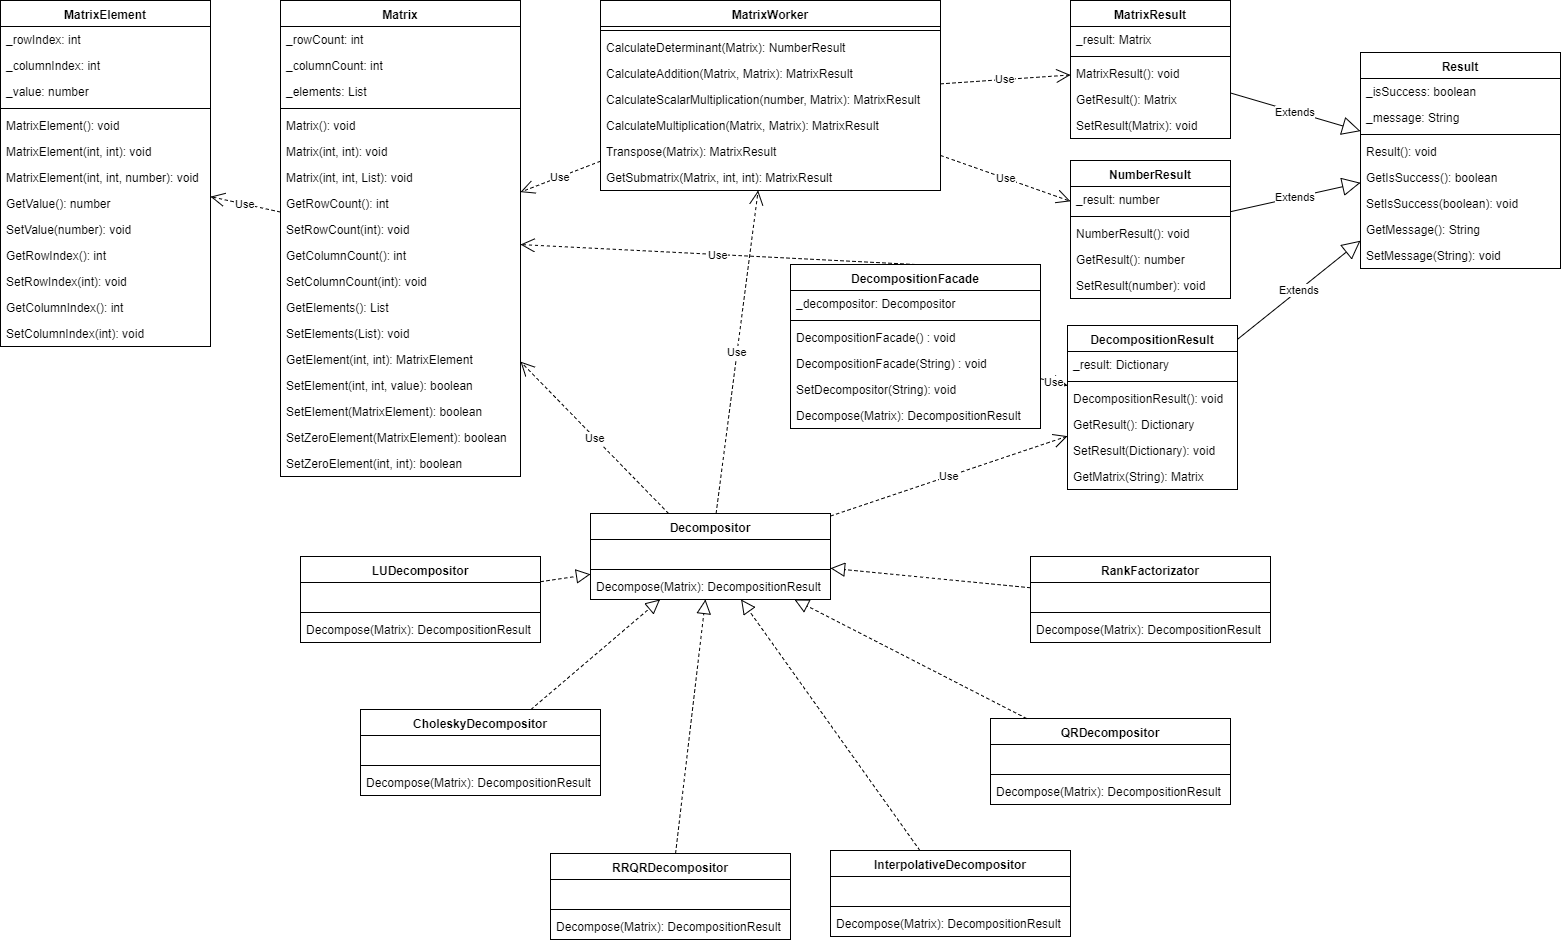 MatrixElement
_rowIndex: int
_columnIndex: int
_value: number
MatrixElement(): void
MatrixElement(int, int): void
MatrixElement(int, int, number): void
GetValue(): number
SetValue(number): void
GetRowIndex(): int
SetRowIndex(int): void
GetColumnIndex(): int
SetColumnIndex(int): void
Use
Matrix
_rowCount: int
_columnCount: int
_elements: List
Matrix(): void
Matrix(int, int): void
Matrix(int, int, List): void
GetRowCount(): int
SetRowCount(int): void
GetColumnCount(): int
SetColumnCount(int): void
GetElements(): List
SetElements(List): void
GetElement(int, int): MatrixElement
SetElement(int, int, value): boolean
SetElement(MatrixElement): boolean
SetZeroElement(MatrixElement): boolean
SetZeroElement(int, int): boolean
Use
MatrixWorker
CalculateDeterminant(Matrix): NumberResult
CalculateAddition(Matrix, Matrix): MatrixResult
CalculateScalarMultiplication(number, Matrix): MatrixResult
CalculateMultiplication(Matrix, Matrix): MatrixResult
Transpose(Matrix): MatrixResult
GetSubmatrix(Matrix, int, int): MatrixResult
Use
Use
MatrixResult
_result: Matrix
MatrixResult(): void
GetResult(): Matrix
SetResult(Matrix): void
Extends
NumberResult
_result: number
NumberResult(): void
GetResult(): number
SetResult(number): void
Extends
Result
_isSuccess: boolean
_message: String
Result(): void
GetIsSuccess(): boolean
SetIsSuccess(boolean): void
GetMessage(): String
SetMessage(String): void
Extends
Use
DecompositionFacade
_decompositor: Decompositor
DecompositionFacade() : void
DecompositionFacade(String) : void
SetDecompositor(String): void
Decompose(Matrix): DecompositionResult
Use
DecompositionResult
_result: Dictionary
DecompositionResult(): void
GetResult(): Dictionary
SetResult(Dictionary): void
GetMatrix(String): Matrix
Use
Use
Use
Decompositor
Decompose(Matrix): DecompositionResult
LUDecompositor
Decompose(Matrix): DecompositionResult
RankFactorizator
Decompose(Matrix): DecompositionResult
CholeskyDecompositor
Decompose(Matrix): DecompositionResult
QRDecompositor
Decompose(Matrix): DecompositionResult
RRQRDecompositor
Decompose(Matrix): DecompositionResult
InterpolativeDecompositor
Decompose(Matrix): DecompositionResult